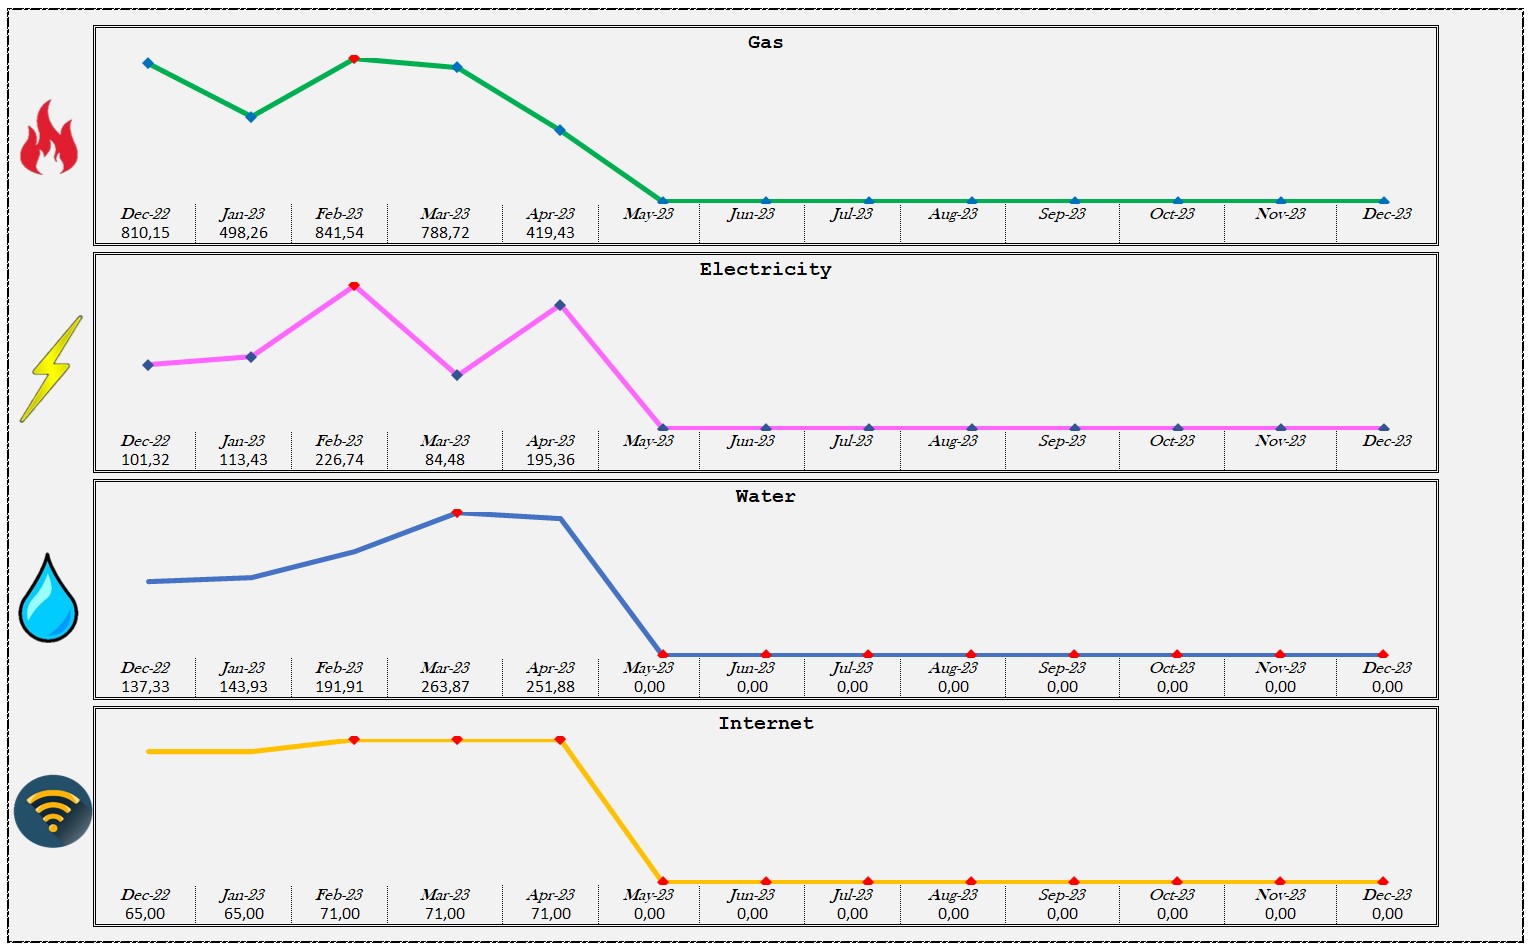 Gas
Dec-22 Jan-23 Feb-23 Mar-23 Apr-23 May-23 Jun-23 Jul-23 Aug-23 Sep-23 Oct-23 Nov-23 Dec-23
810,15 498,26 841,54 788,72 419,43
Electricity
Dec-22 Jan-23 Feb-23 Mar-23 Apr-23 May-23 Jun-23 Jul-23 Aug-23 Sep-23 Oct-23 Nov-23 Dec-23
101,32 113,43 226,74 84,48 195,36
Water
Dec-22 Jan-23 Feb-23 Mar-23 Apr-23 May-23 Jun-23 Jul-23 Aug-23 Sep-23 Oct-23 Nov-23 Dec-23
137,33 143,93 191,91 263,87 251,88 0,00 0,00 0,00 0,00 0,00 0,00 0,00 0,00
Internet
Dec-22 Jan-23 Feb-23 Mar-23 Apr-23 May-23 Jun-23 Jul-23 Aug-23 Sep-23 Oct-23 Nov-23 Dec-23
65,00 65,00 71,00 71,00 71,00 0,00 0,00 0,00 0,00 0,00 0,00 0,00 0,00